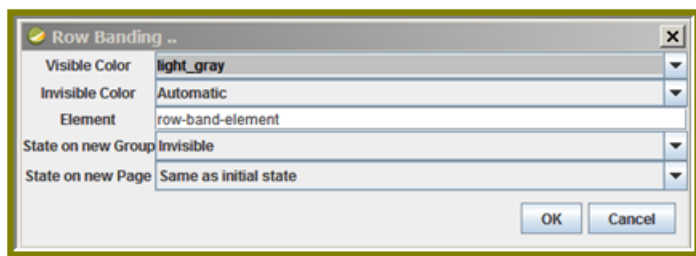 Row Banding ..
Visible Color light_gray
Invisible Color Automatic
Element row-band-element
State on new Group Invisible
State on new Page Same as initial state
OK Cancel